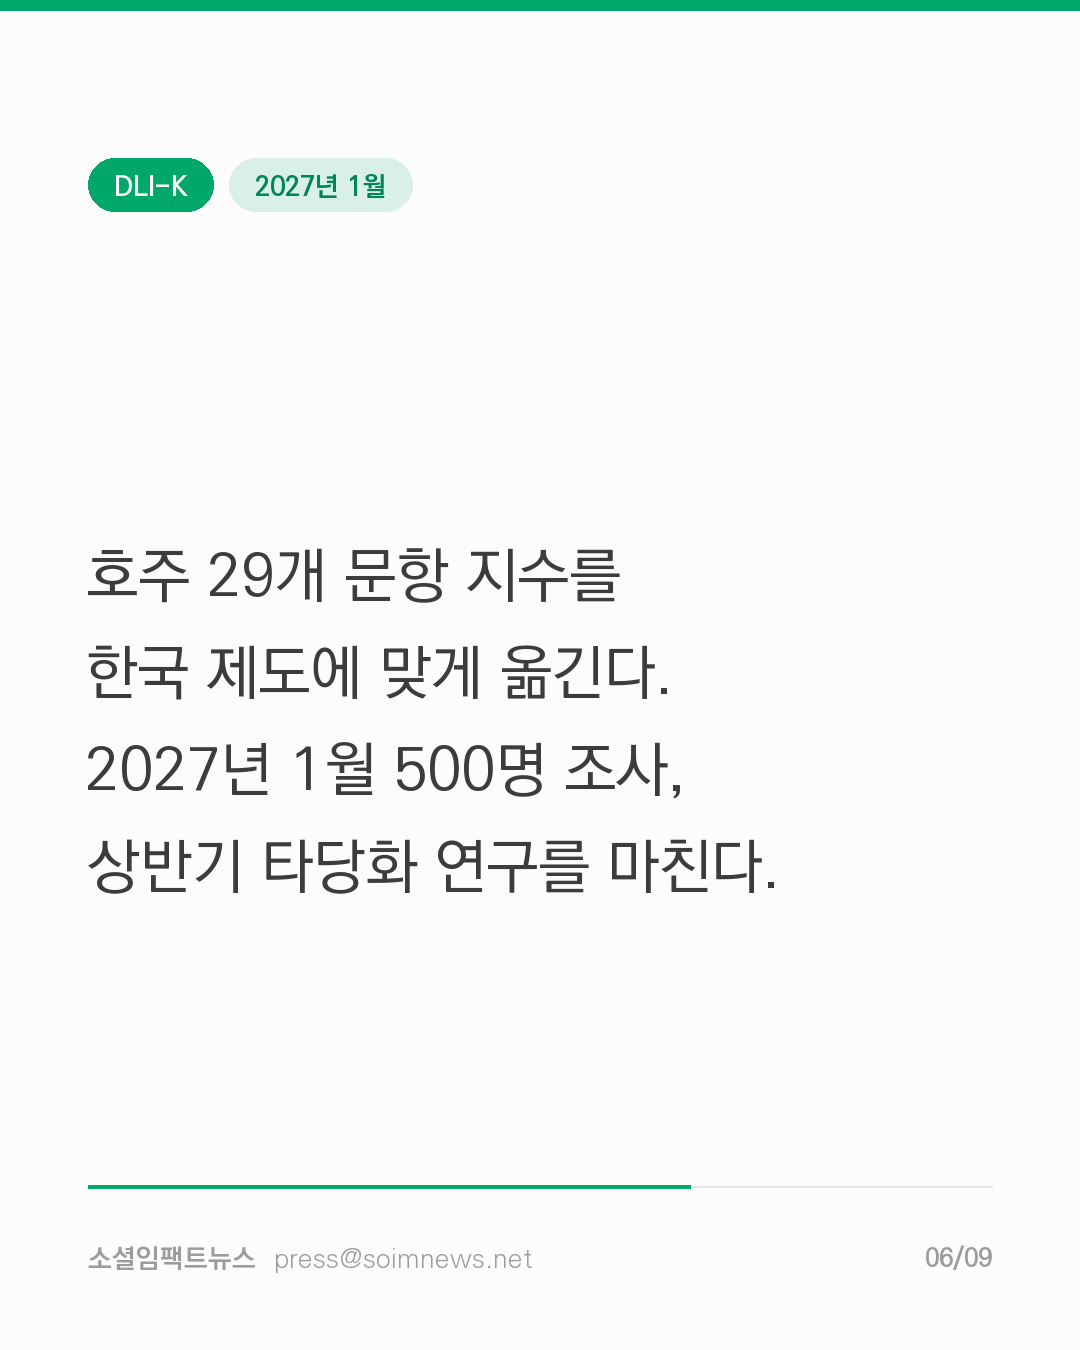 DLI-K 2027년 1월
호주 29개 문항 지수를
한국 제도에 맞게 옮긴다.
2027년 1월 500명 조사,
상반기 타당화 연구를 마친다.
소셜임팩트뉴스 press@soimnews.net 06/09